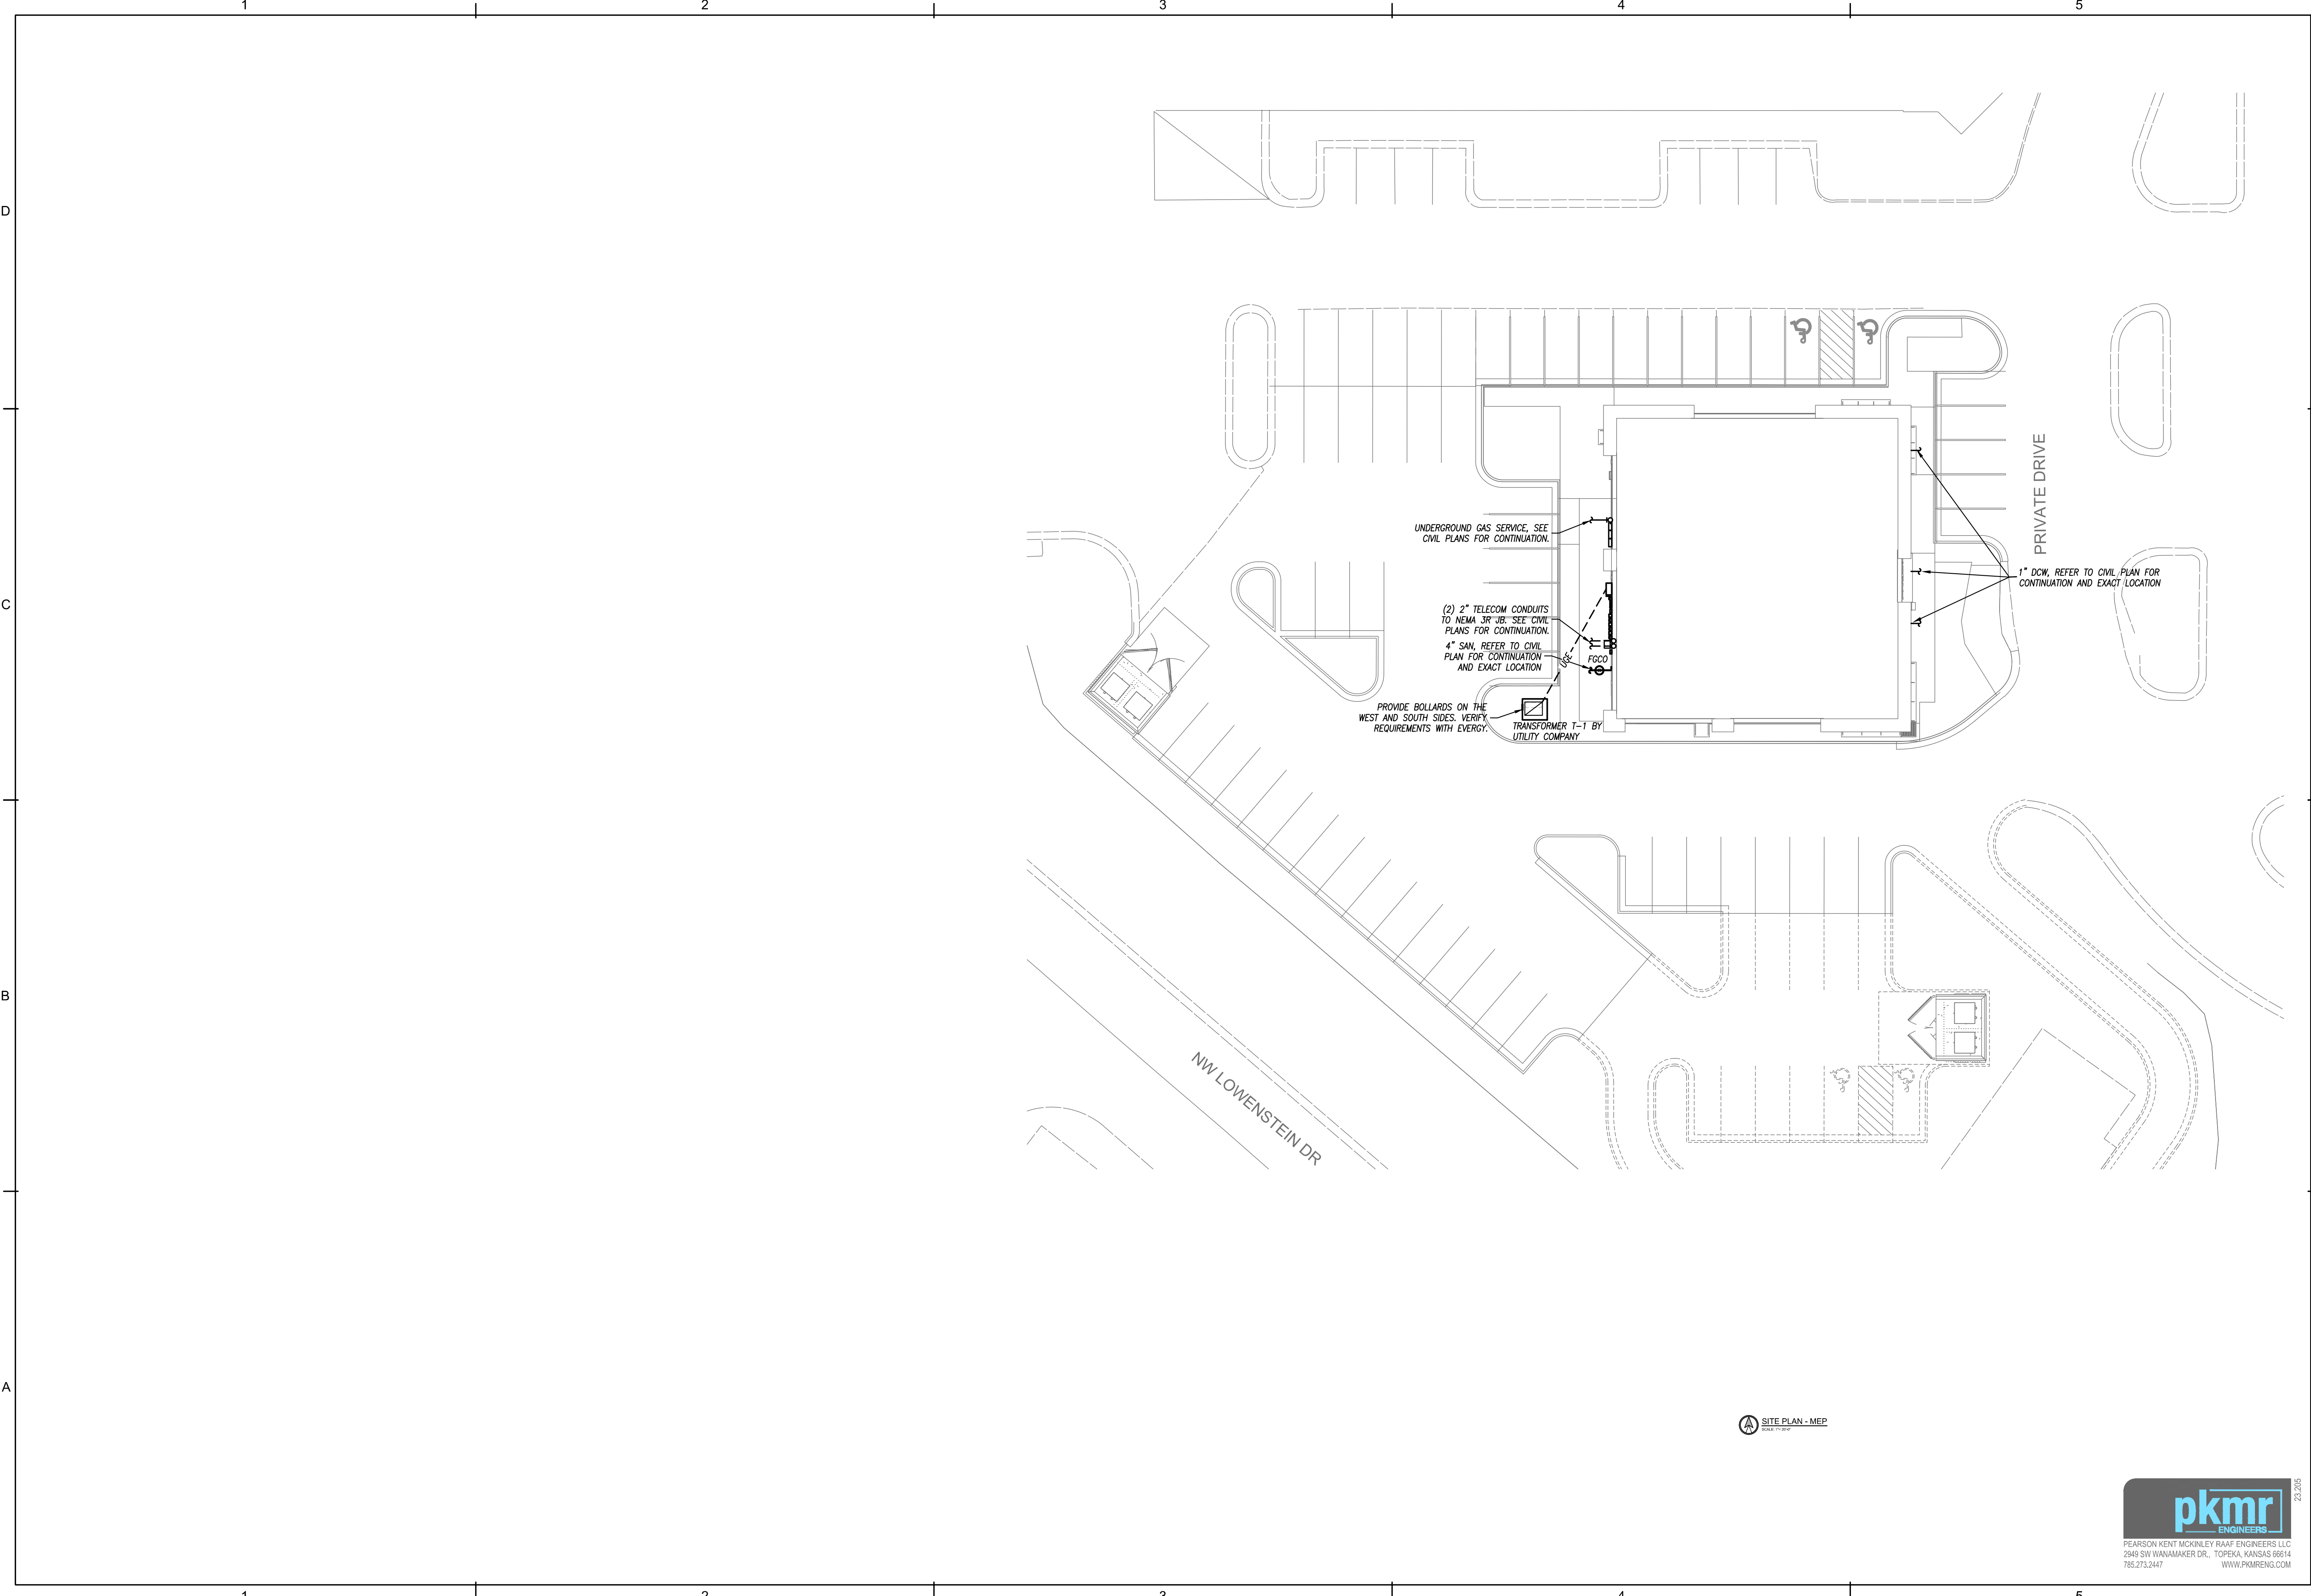 1
2
3
4
5
D
C
B
A
PRIVATE DRIVE
UNDERGROUND GAS SERVICE, SEE
CIVIL PLANS FOR CONTINUATION.
(2) 2" TELECOM CONDUITS
TO NEMA 3R JB. SEE CIVIL
PLANS FOR CONTINUATION.
4" SAN, REFER TO CIVIL
PLAN FOR CONTINUATION
AND EXACT LOCATION
FGCO
UGE
PROVIDE BOLLARDS ON THE
WEST AND SOUTH SIDES. VERIFY
REQUIREMENTS WITH EVERGY.
TRANSFORMER T-1 BY
UTILITY COMPANY
1" DCW, REFER TO CIVIL PLAN FOR
CONTINUATION AND EXACT LOCATION
NW LOWENSTEIN DR
SITE PLAN - MEP
SCALE: 1"= 20'-0"
23.205
pkmr
ENGINEERS
PEARSON KENT MCKINLEY RAAF ENGINEERS LLC
2949 SW WANAMAKER DR., TOPEKA, KANSAS 66614
785.273.2447 WWW.PKMRENG.COM
1
2
3
4
5